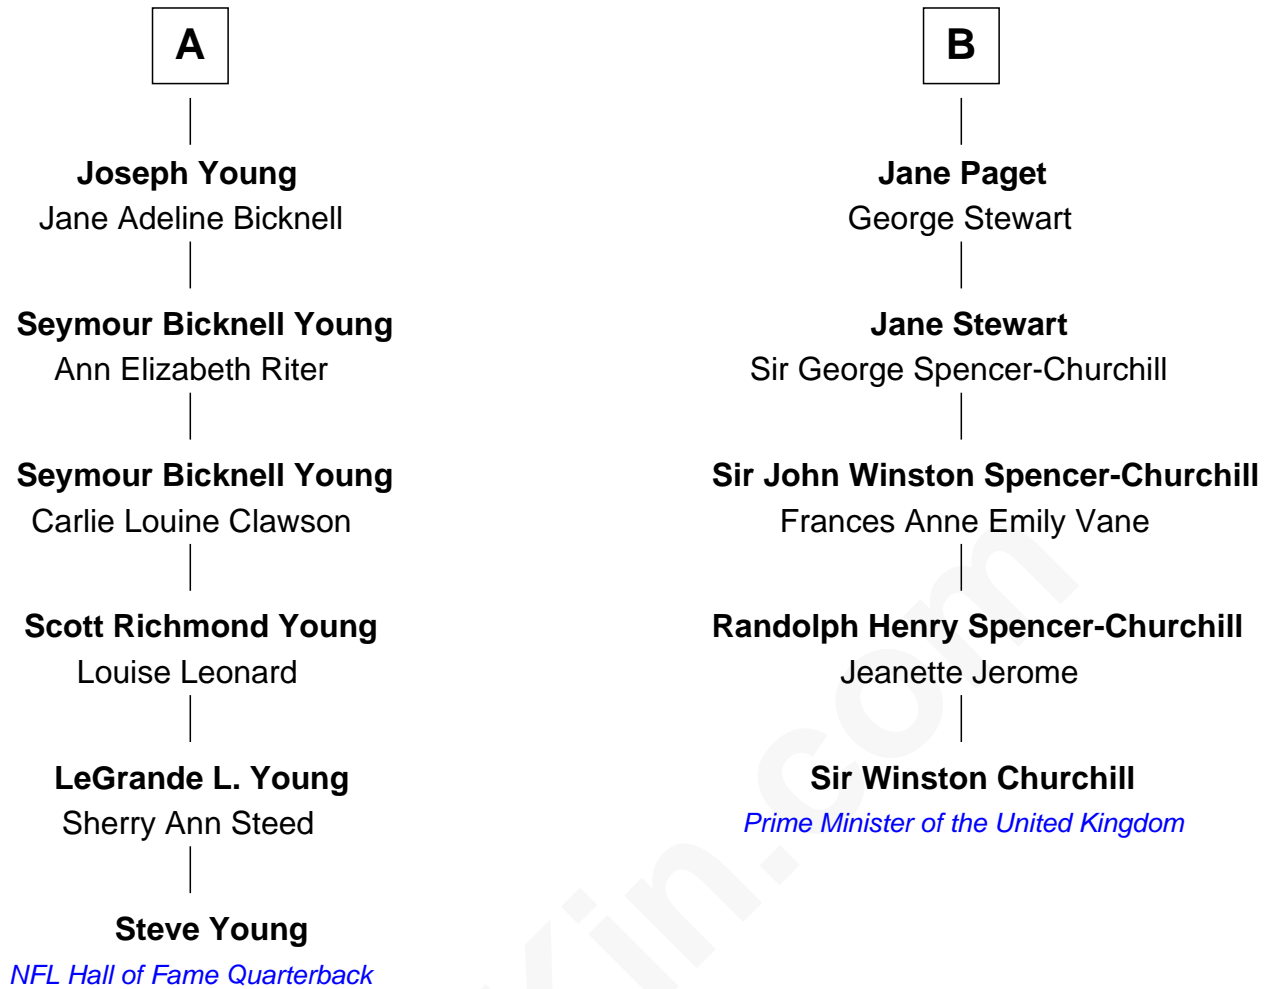 A
Joseph Young
Jane Adeline Bicknell
Seymour Bicknell Young
Ann Elizabeth Riter
Seymour Bicknell Young
Carlie Louine Clawson
Scott Richmond Young
Louise Leonard
LeGrande L. Young
Sherry Ann Steed
Steve Young
NFL Hall of Fame Quarterback
B
Jane Paget
George Stewart
Jane Stewart
Sir George Spencer-Churchill
Sir John Winston Spencer-Churchill
Frances Anne Emily Vane
Randolph Henry Spencer-Churchill
Jeanette Jerome
Sir Winston Churchill
Prime Minister of the United Kingdom
Kin.com